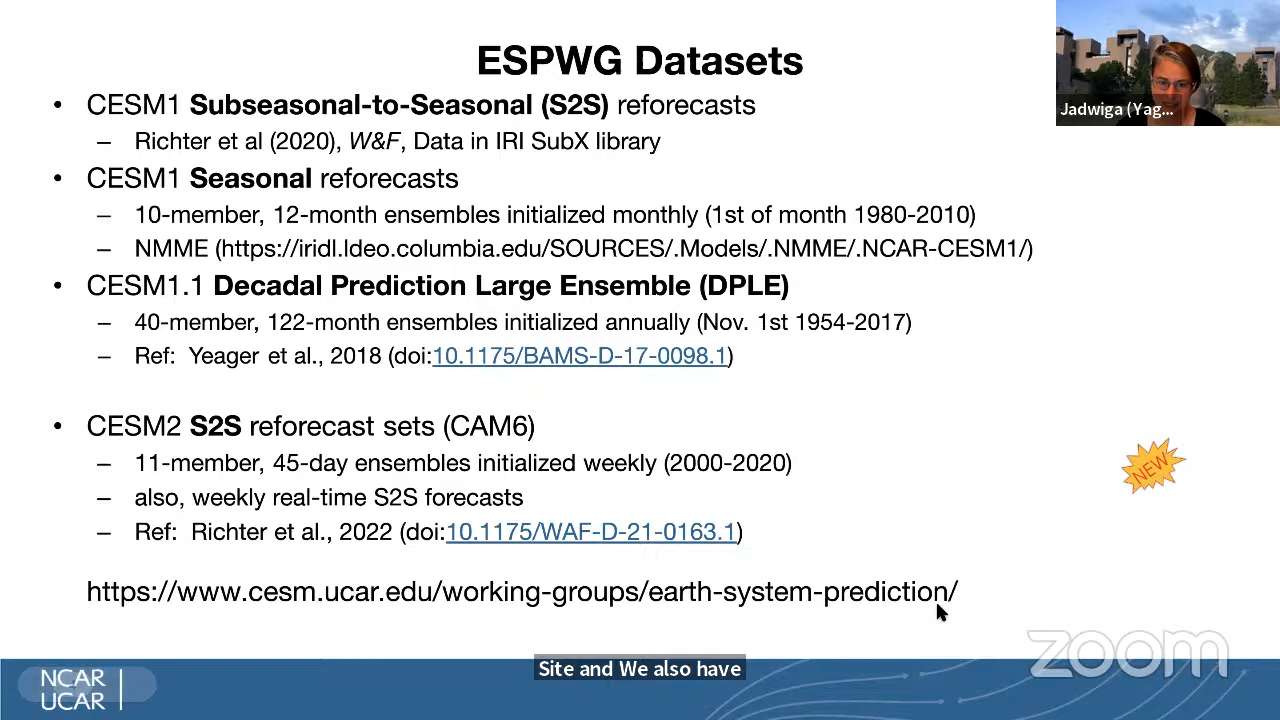 ESPWG Datasets
Jadwiga (Yag...
• CESM1 Subseasonal-to-Seasonal (S2S) reforecasts
– Richter et al (2020), W&F, Data in IRI SubX library
• CESM1 Seasonal reforecasts
– 10-member, 12-month ensembles initialized monthly (1st of month 1980-2010)
– NMME (https://iridl.ldeo.columbia.edu/SOURCES/.Models/.NMME/.NCAR-CESM1/)
• CESM1.1 Decadal Prediction Large Ensemble (DPLE)
– 40-member, 122-month ensembles initialized annually (Nov. 1st 1954-2017)
– Ref: Yeager et al., 2018 (doi:10.1175/BAMS-D-17-0098.1)
• CESM2 S2S reforecast sets (CAM6)
– 11-member, 45-day ensembles initialized weekly (2000-2020)
NEW
– also, weekly real-time S2S forecasts
– Ref: Richter et al., 2022 (doi:10.1175/WAF-D-21-0163.1)
https://www.cesm.ucar.edu/working-groups/earth-system-prediction/
zoom
Site and We also have
NCAR
UCAR